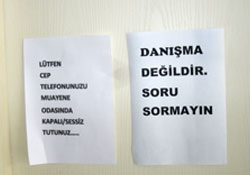 LÜTFEN
CEP
TELEFONUNUZU
MUAYENE
ODASINDA
KAPALI/SESSİZ
TUTUNUZ.....
DANIŞMA
DEĞİLDİR.
SORU
SORMAYIN